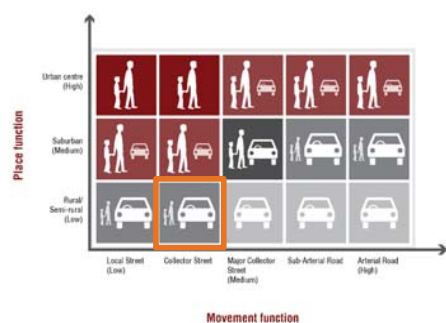 Place function
Urban centre
(High)
Suburban
(Medium)
Rural/
Semi-rural
(Low)
Local Street
(Low)
Collector Street
Major Collector
Street
(Medium)
Sub-Arterial Road
Arterial Road
(High)
Movement function